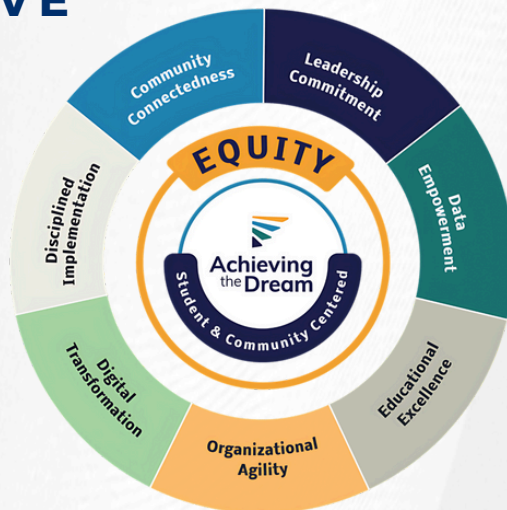 VE
Community
Connectedness
Leadership
Commitment
Data
Empowerment
Educational
Excellence
Organizational
Agility
Digital
Transformation
Disciplined
Implementation
EQUITY
Achieving
the Dream
Student & Community Centered